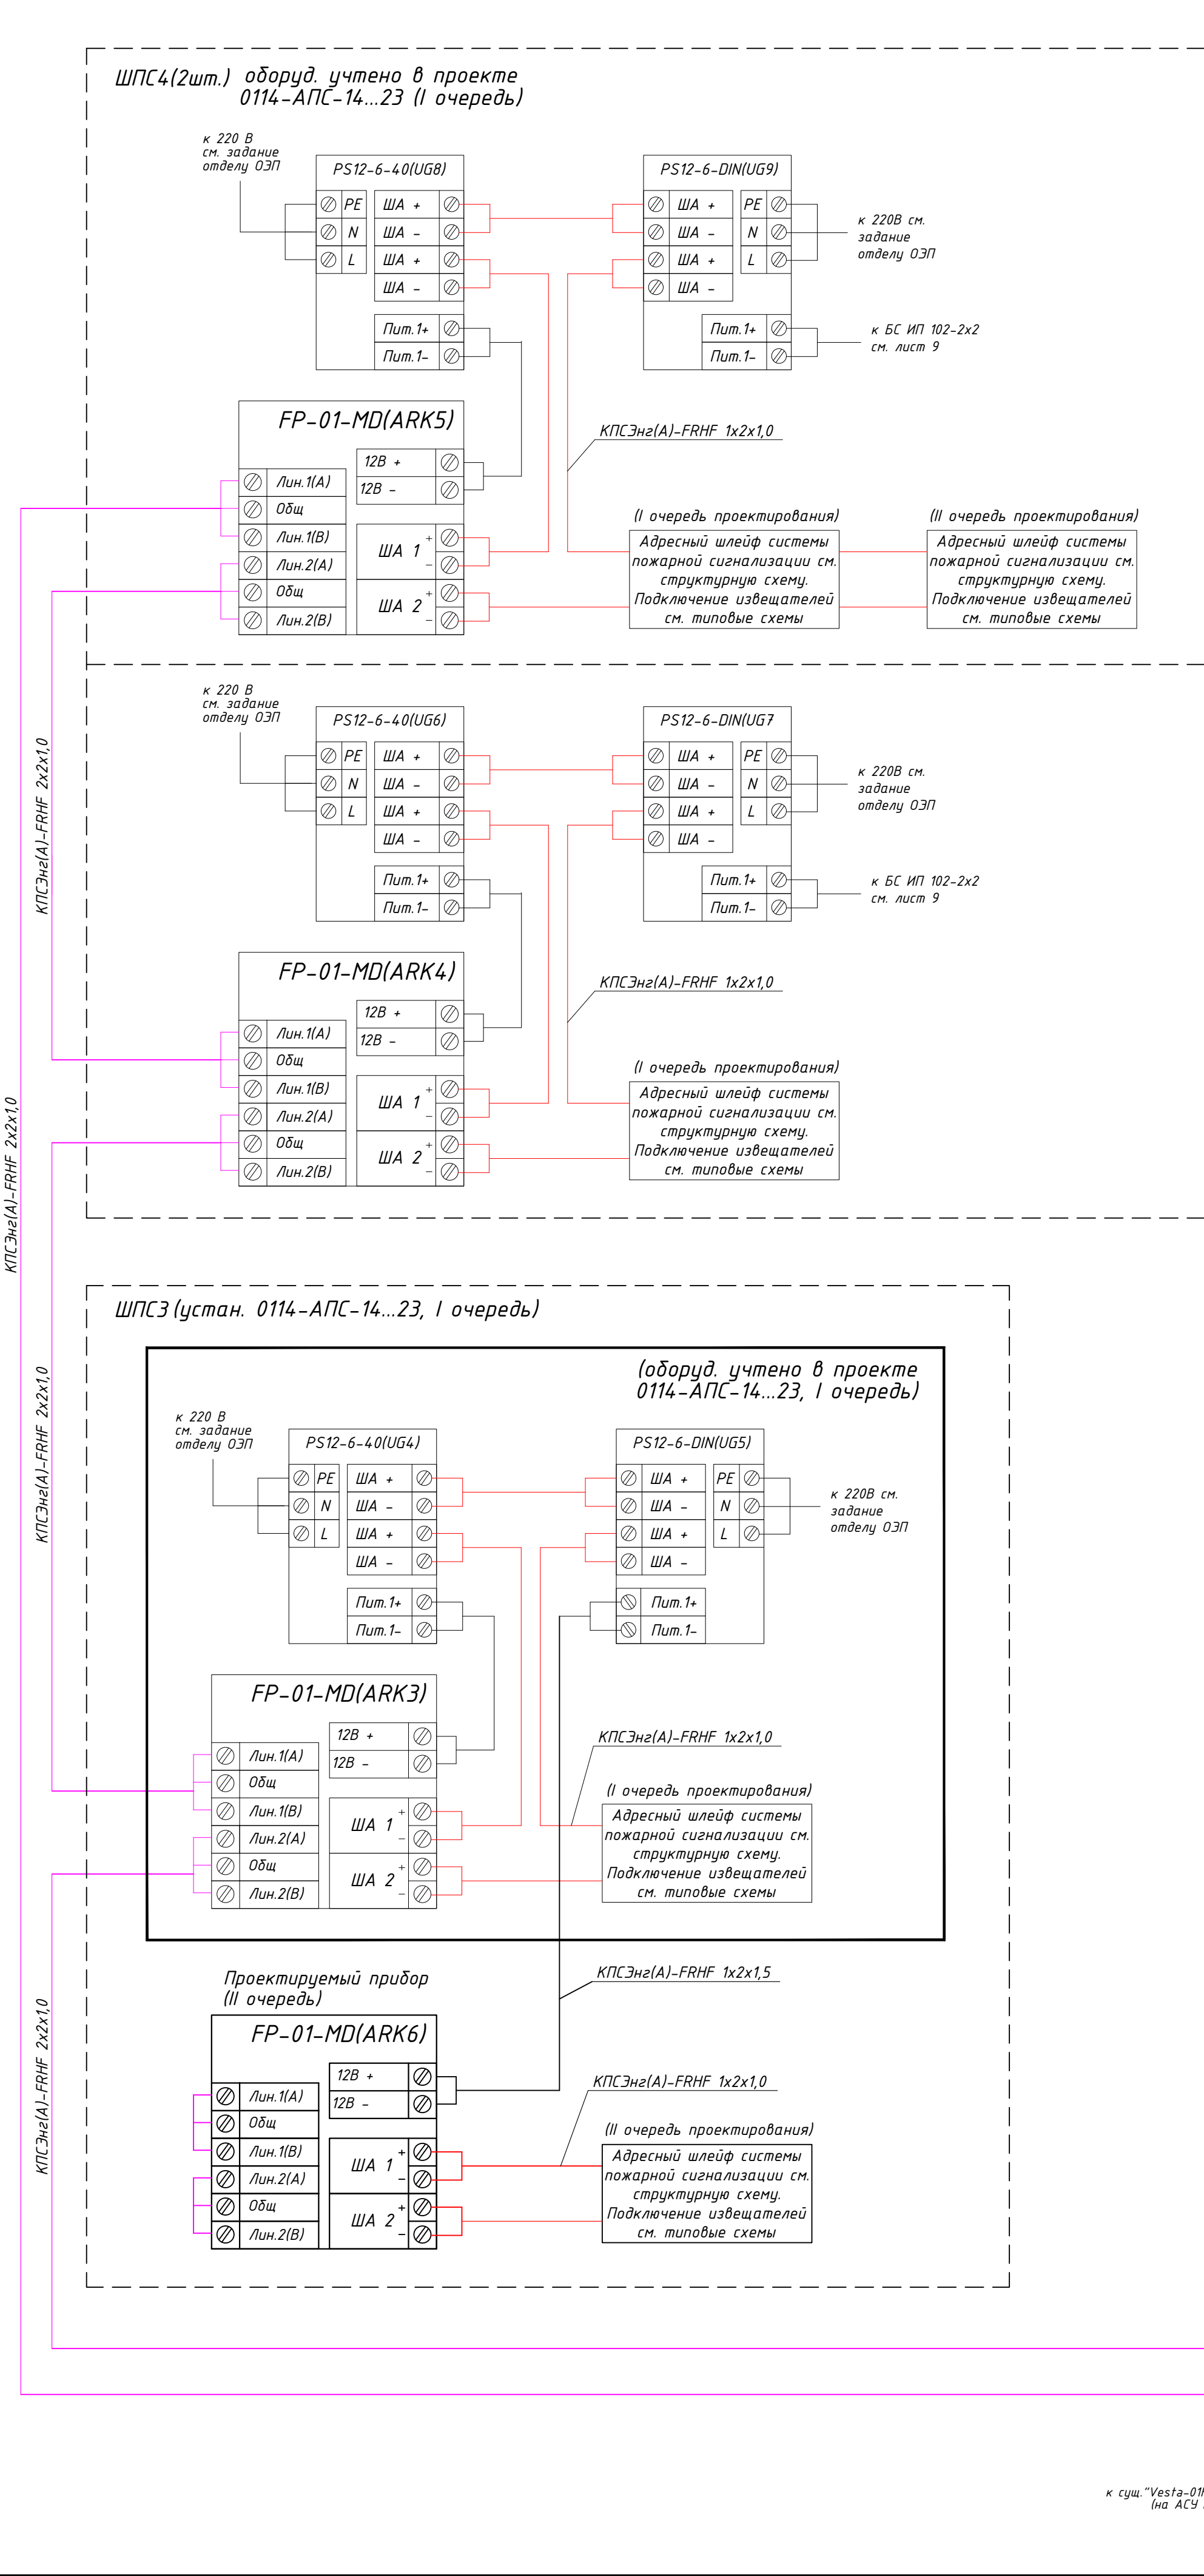 ШПС4(2шт.) оборуд. учтено в проекте
0114-АПС-14...23 (I очередь)
к 220 В
см. задание
отделу ОЭП
PS12-6-40(UG8)
PE
N
L
ША +
ША -
ША +
ША -
Пит.1+
Пит.1-
PS12-6-DIN(UG9)
ША +
ША -
ША +
ША -
PE
N
L
Пит.1+
Пит.1-
к 220В см.
задание
отделу ОЭП
к БС ИП 102-2х2
см. лист 9
FP-01-MD(ARK5)
12В +
12В -
Лин.1(А)
Общ
Лин.1(В)
Лин.2(А)
Общ
Лин.2(В)
ША 1 +
-
ША 2 +
-
КПСЭнг(А)-FRHF 1х2х1,0
(I очередь проектирования)
Адресный шлейф системы
пожарной сигнализации см.
структурную схему.
Подключение извещателей
см. типовые схемы
(II очередь проектирования)
Адресный шлейф системы
пожарной сигнализации см.
структурную схему.
Подключение извещателей
см. типовые схемы
КПСЭнг(А)-FRHF 2х2х1,0
к 220 В
см. задание
отделу ОЭП
PS12-6-40(UG6)
PE
N
L
ША +
ША -
ША +
ША -
Пит.1+
Пит.1-
PS12-6-DIN(UG7
ША +
ША -
ША +
ША -
PE
N
L
Пит.1+
Пит.1-
к 220В см.
задание
отделу ОЭП
к БС ИП 102-2х2
см. лист 9
FP-01-MD(ARK4)
12В +
12В -
Лин.1(А)
Общ
Лин.1(В)
Лин.2(А)
Общ
Лин.2(В)
ША 1 +
-
ША 2 +
-
КПСЭнг(А)-FRHF 1х2х1,0
(I очередь проектирования)
Адресный шлейф системы
пожарной сигнализации см.
структурную схему.
Подключение извещателей
см. типовые схемы
КПСЭнг(А)-FRHF 2х2х1,0
КПСЭнг(А)-FRHF 2х2х1,0
ШПС3 (устан. 0114-АПС-14...23, I очередь)
(оборуд. учтено в проекте
0114-АПС-14...23, I очередь)
к 220 В
см. задание
отделу ОЭП
PS12-6-40(UG4)
PE
N
L
ША +
ША -
ША +
ША -
Пит.1+
Пит.1-
PS12-6-DIN(UG5)
ША +
ША -
ША +
ША -
PE
N
L
Пит.1+
Пит.1-
к 220В см.
задание
отделу ОЭП
FP-01-MD(ARK3)
12В +
12В -
Лин.1(А)
Общ
Лин.1(В)
Лин.2(А)
Общ
Лин.2(В)
ША 1 +
-
ША 2 +
-
КПСЭнг(А)-FRHF 1х2х1,0
(I очередь проектирования)
Адресный шлейф системы
пожарной сигнализации см.
структурную схему.
Подключение извещателей
см. типовые схемы
Проектируемый прибор
(II очередь)
КПСЭнг(А)-FRHF 1х2х1,5
FP-01-MD(ARK6)
12В +
12В -
Лин.1(А)
Общ
Лин.1(В)
Лин.2(А)
Общ
Лин.2(В)
ША 1 +
-
ША 2 +
-
КПСЭнг(А)-FRHF 1х2х1,0
(II очередь проектирования)
Адресный шлейф системы
пожарной сигнализации см.
структурную схему.
Подключение извещателей
см. типовые схемы
КПСЭнг(А)-FRHF 2х2х1,0
к сущ."Vesta-01
(на АСУ